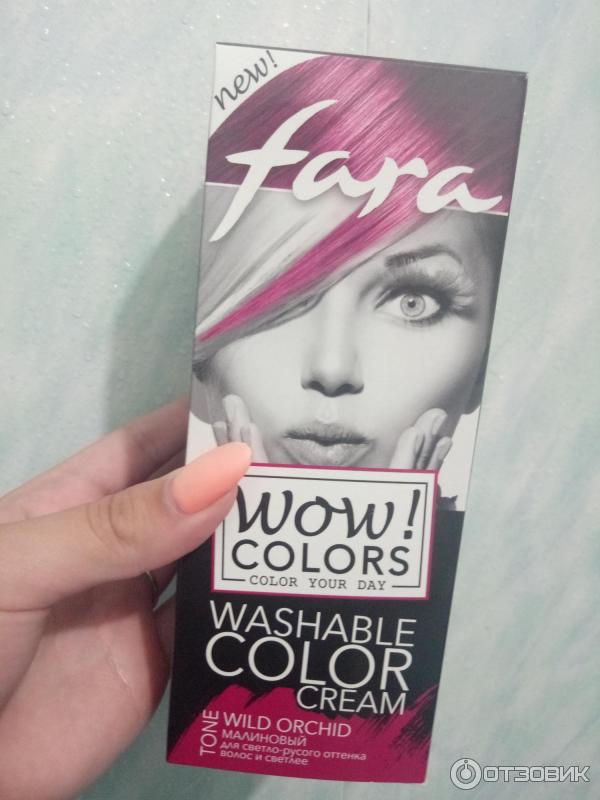 new!
fara
Wow!
COLORS
COLOR YOUR DAY
WASHABLE
COLOR
CREAM
TONE
WILD ORCHID
МАЛИНОВЫЙ
для светло-русого оттенка
волос и светлее
ОТЗОВИК